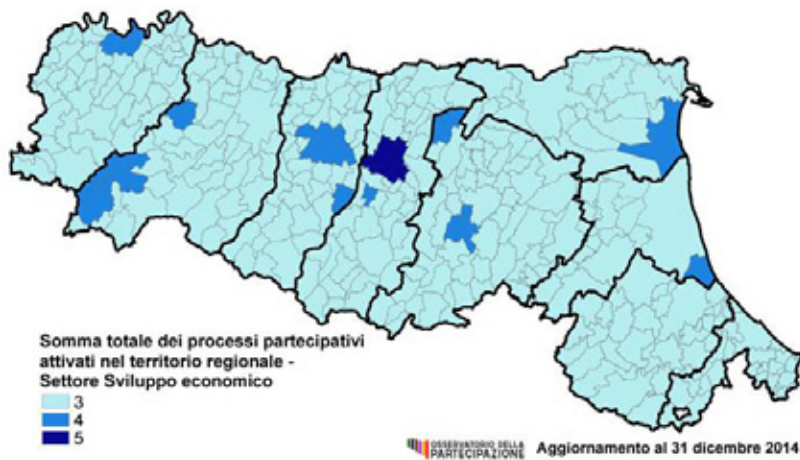 Somma totale dei processi partecipativi
attivati nel territorio regionale -
Settore Sviluppo economico
3
4
5
OSSERVATORIO DELLA
PARTECIPAZIONE
Aggiornamento al 31 dicembre 2014